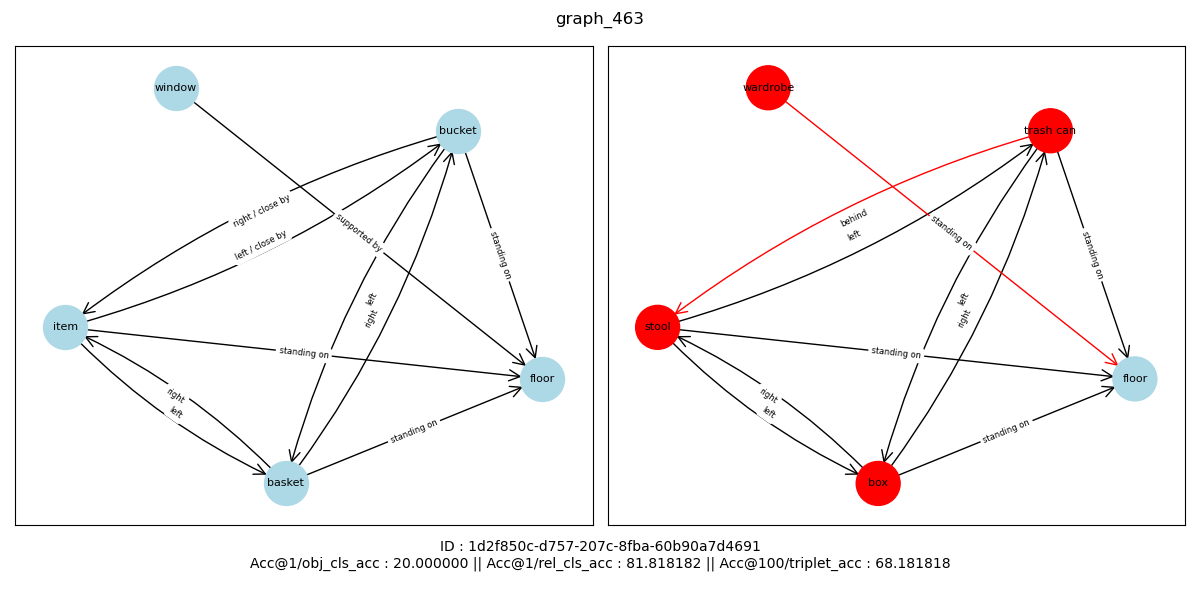 graph_463
window
bucket
right / close by
left / close by
supported by
standing on
left
right
item
standing on
floor
right
left
standing on
basket
wardrobe
trash can
behind
left
standing on
standing on
left
right
stool
standing on
floor
right
left
standing on
box
ID : 1d2f850c-d757-207c-8fba-60b90a7d4691
Acc@1/obj_cls_acc : 20.000000 || Acc@1/rel_cls_acc : 81.818182 || Acc@100/triplet_acc : 68.181818